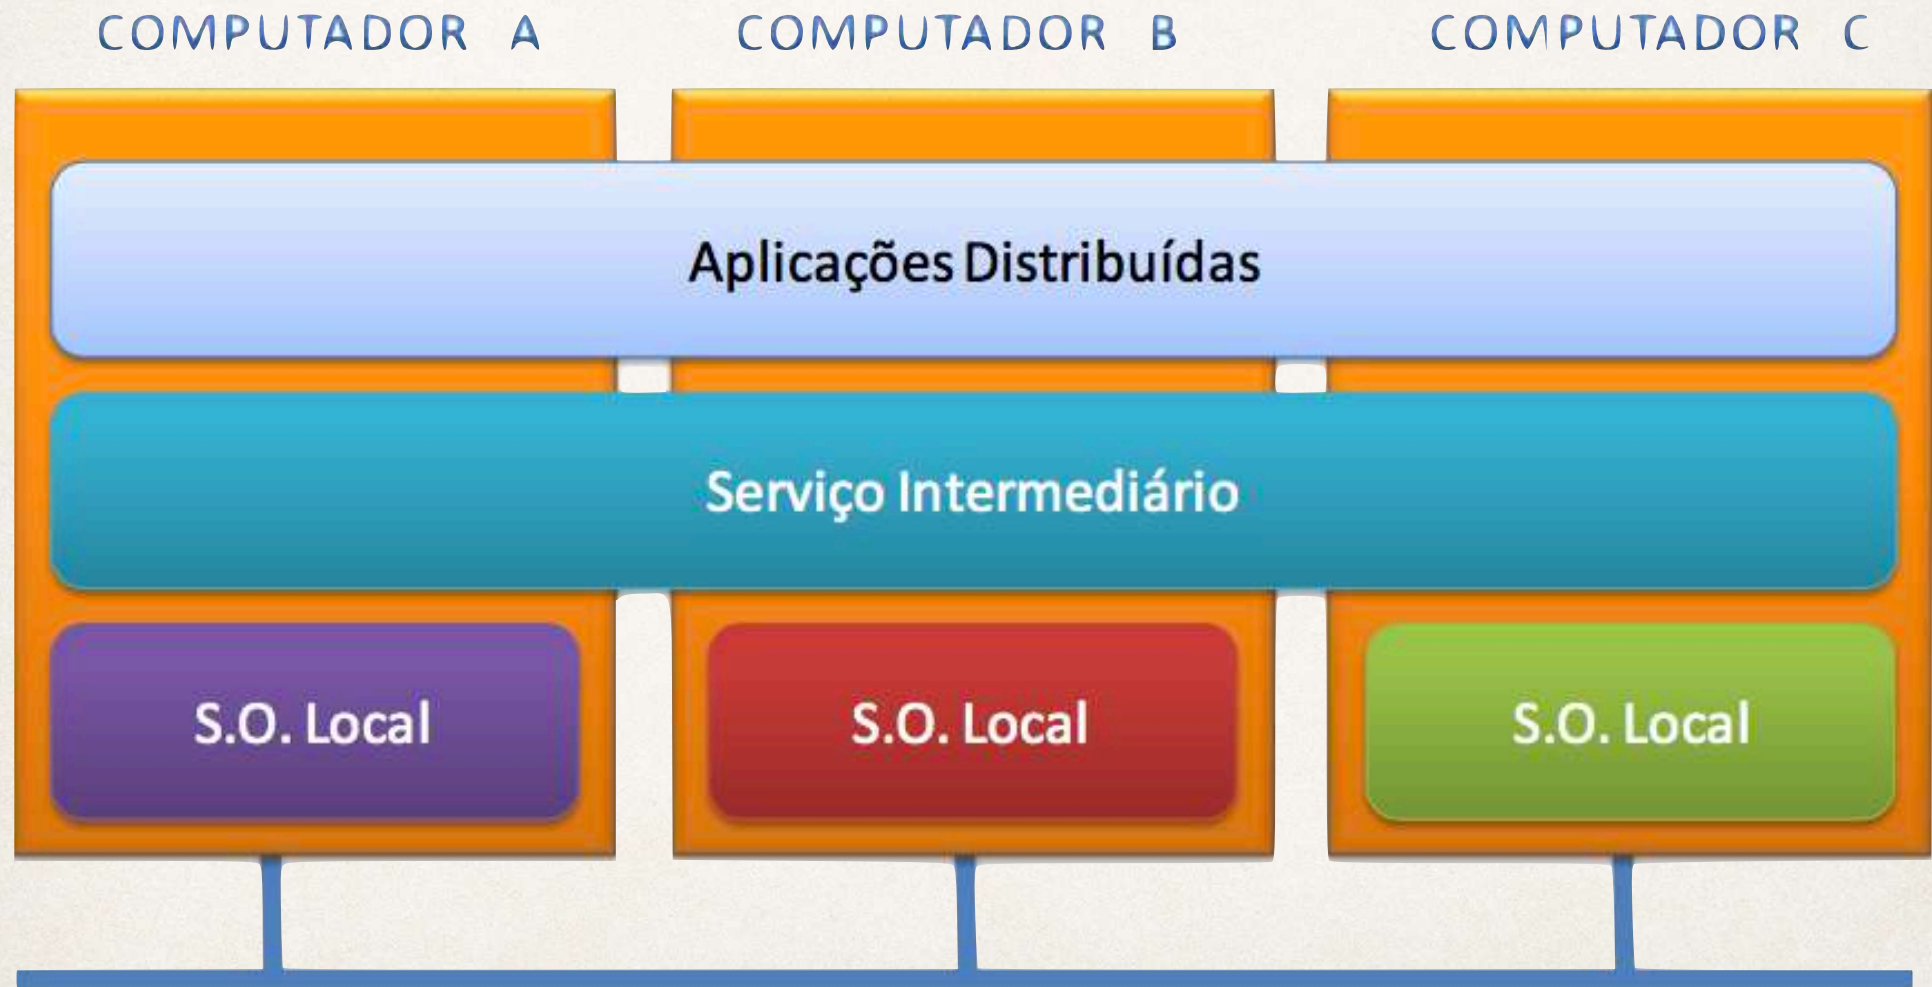 COMPUTADOR A
COMPUTADOR B
COMPUTADOR C
Aplicações Distribuídas
Serviço Intermediário
S.O. Local
S.O. Local
S.O. Local